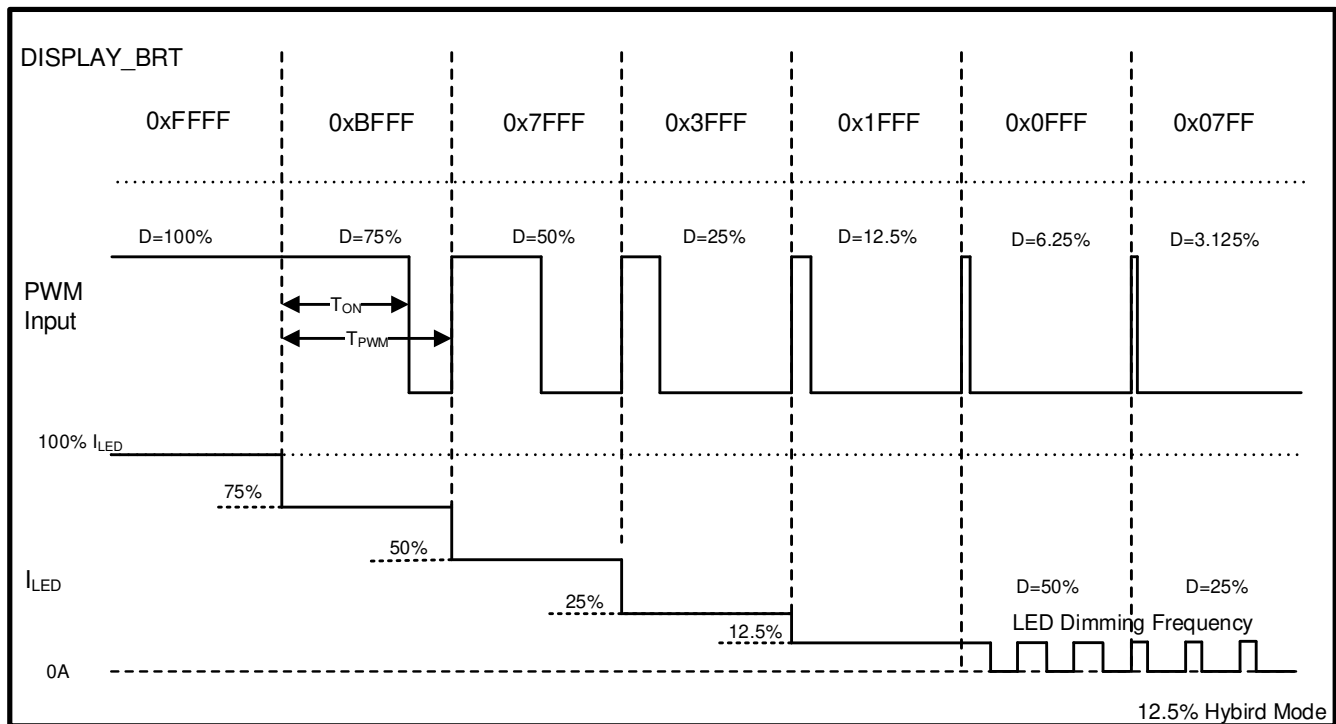 DISPLAY_BRT
0xFFFF 0xBFFF 0x7FFF 0x3FFF 0x1FFF 0x0FFF 0x07FF
D=100% D=75% D=50% D=25% D=12.5% D=6.25% D=3.125%
PWM
Input
TON
TPWM
100% ILED
75%
50%
ILED
25%
12.5%
D=50% D=25%
LED Dimming Frequency
0A
12.5% Hybird Mode